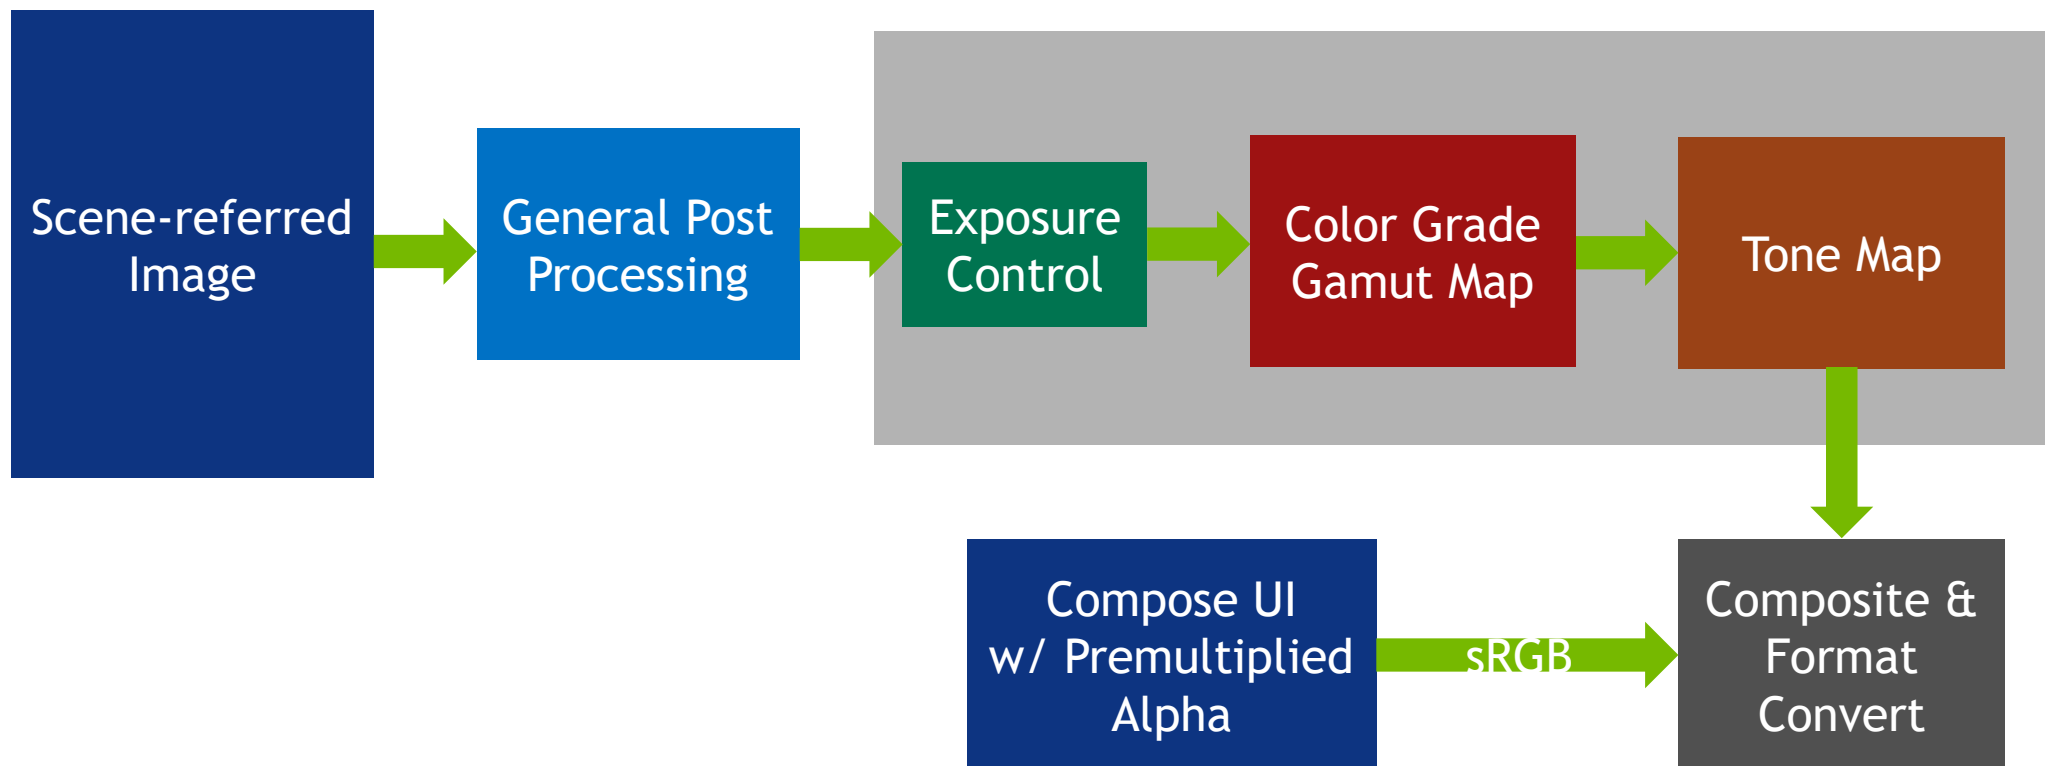 Scene-referred
Image
General Post
Processing
Exposure
Control
Color Grade
Gamut Map
Tone Map
Compose UI
w/ Premultiplied
Alpha
sRGB
Composite &
Format
Convert